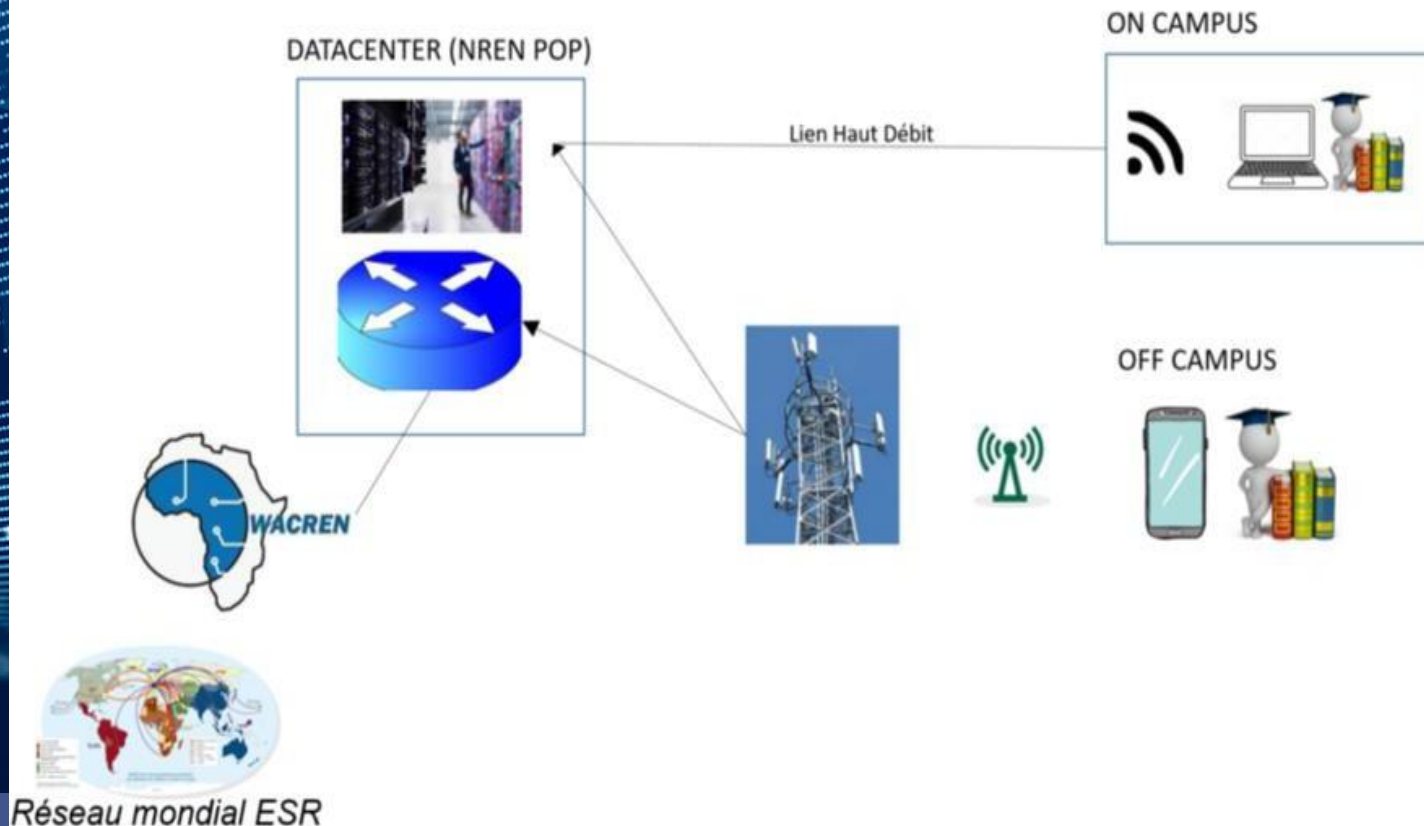 DATACENTER (NREN POP)
ON CAMPUS
Lien Haut Débit
OFF CAMPUS
WACREN
Réseau mondial ESR